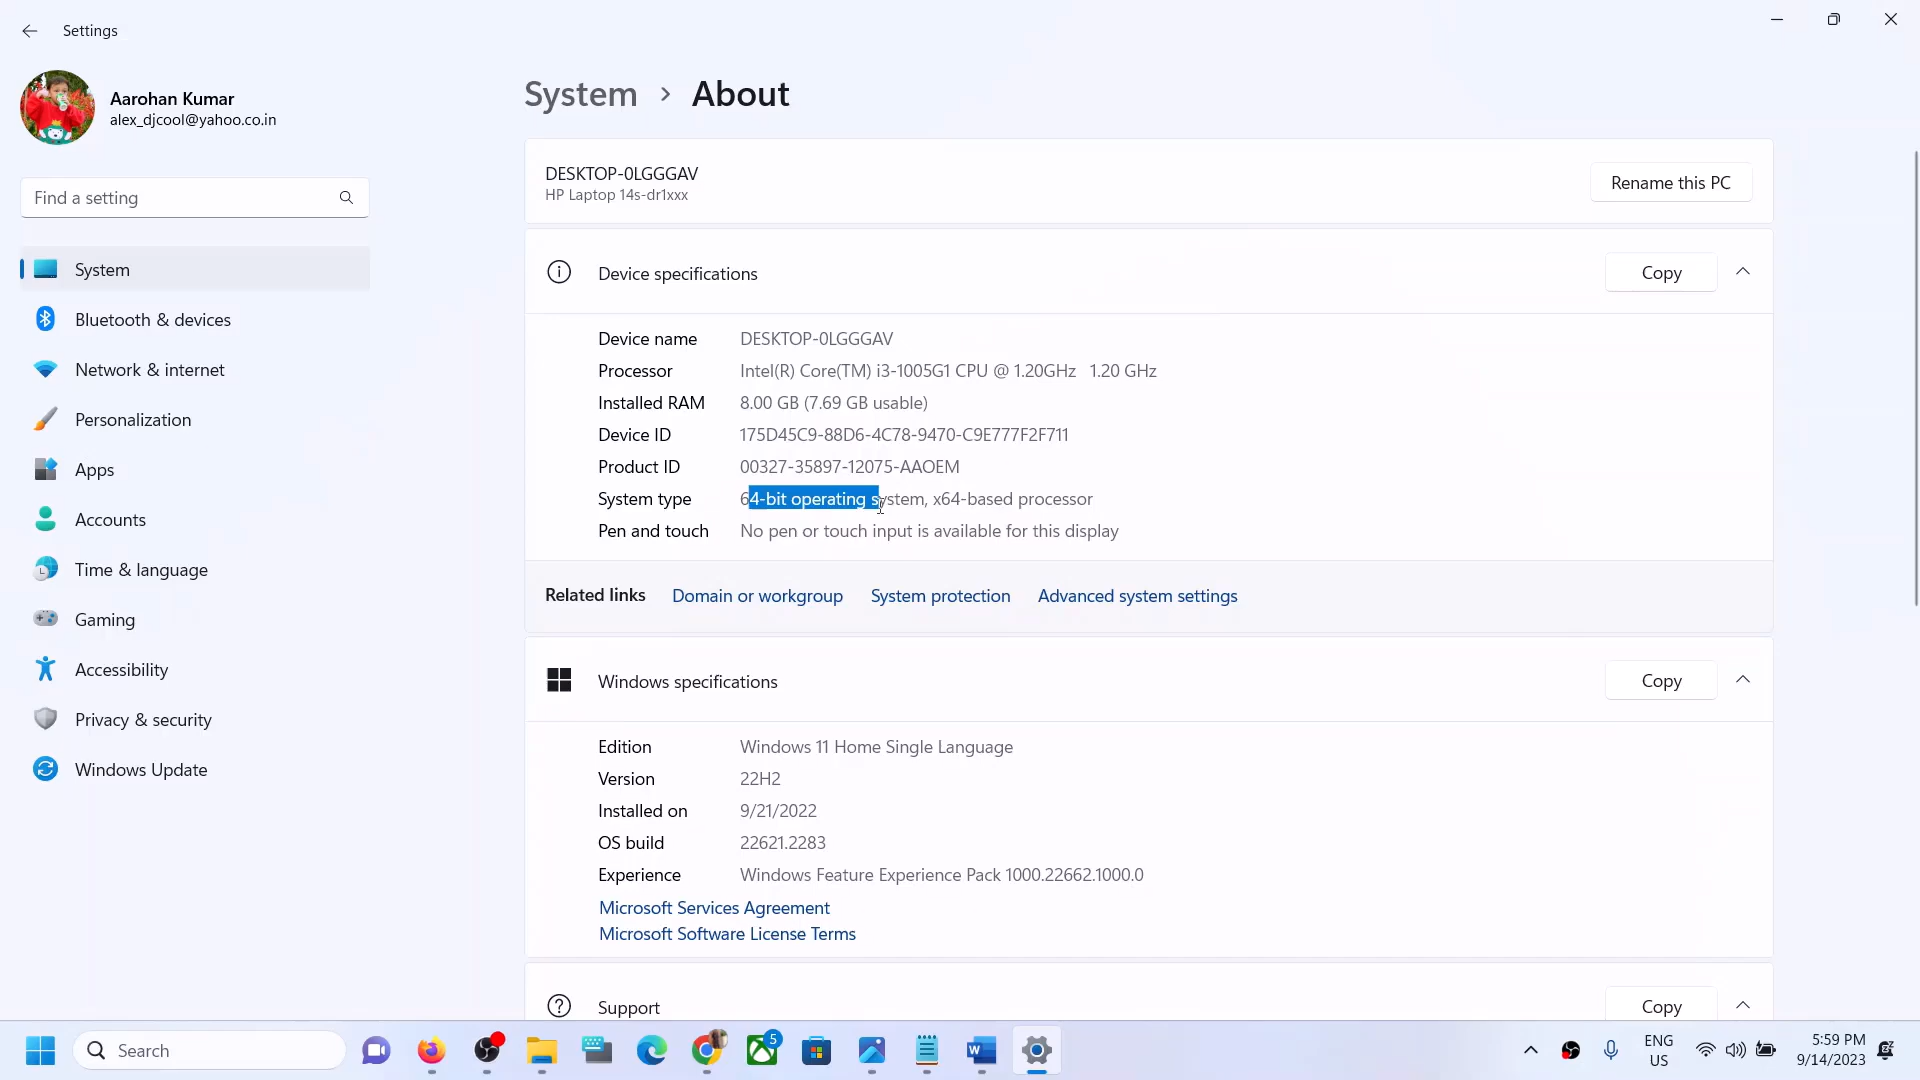 Settings
Aarohan Kumar
alex_djcool@yahoo.co.in
Find a setting
System
Bluetooth & devices
Network & internet
Personalization
Apps
Accounts
Time & language
Gaming
Accessibility
Privacy & security
Windows Update
System > About
DESKTOP-0LGGGAV
HP Laptop 14s-dr1xxx
Rename this PC
Device specifications
Copy
Device name DESKTOP-0LGGGAV
Processor Intel(R) Core(TM) i3-1005G1 CPU @ 1.20GHz 1.20 GHz
Installed RAM 8.00 GB (7.69 GB usable)
Device ID 175D45C9-88D6-4C78-9470-C9E777F2F711
Product ID 00327-35897-12075-AAOEM
System type 64-bit operating system, x64-based processor
Pen and touch No pen or touch input is available for this display
Related links Domain or workgroup System protection Advanced system settings
Windows specifications
Copy
Edition Windows 11 Home Single Language
Version 22H2
Installed on 9/21/2022
OS build 22621.2283
Experience Windows Feature Experience Pack 1000.22662.1000.0
Microsoft Services Agreement
Microsoft Software License Terms
Support
Copy
Search
5
W
ENG
US
5:59 PM
9/14/2023